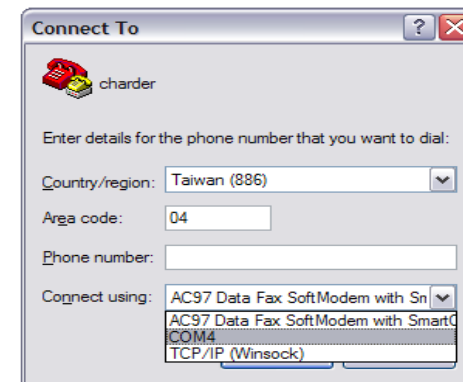 Connect To
charder
Enter details for the phone number that you want to dial:
Country/region: Taiwan (886)
Area code: 04
Phone number:
Connect using: AC97 Data Fax SoftModem with Sm
AC97 Data Fax SoftModem with SmartC
COM4
TCP/IP (Winsock)